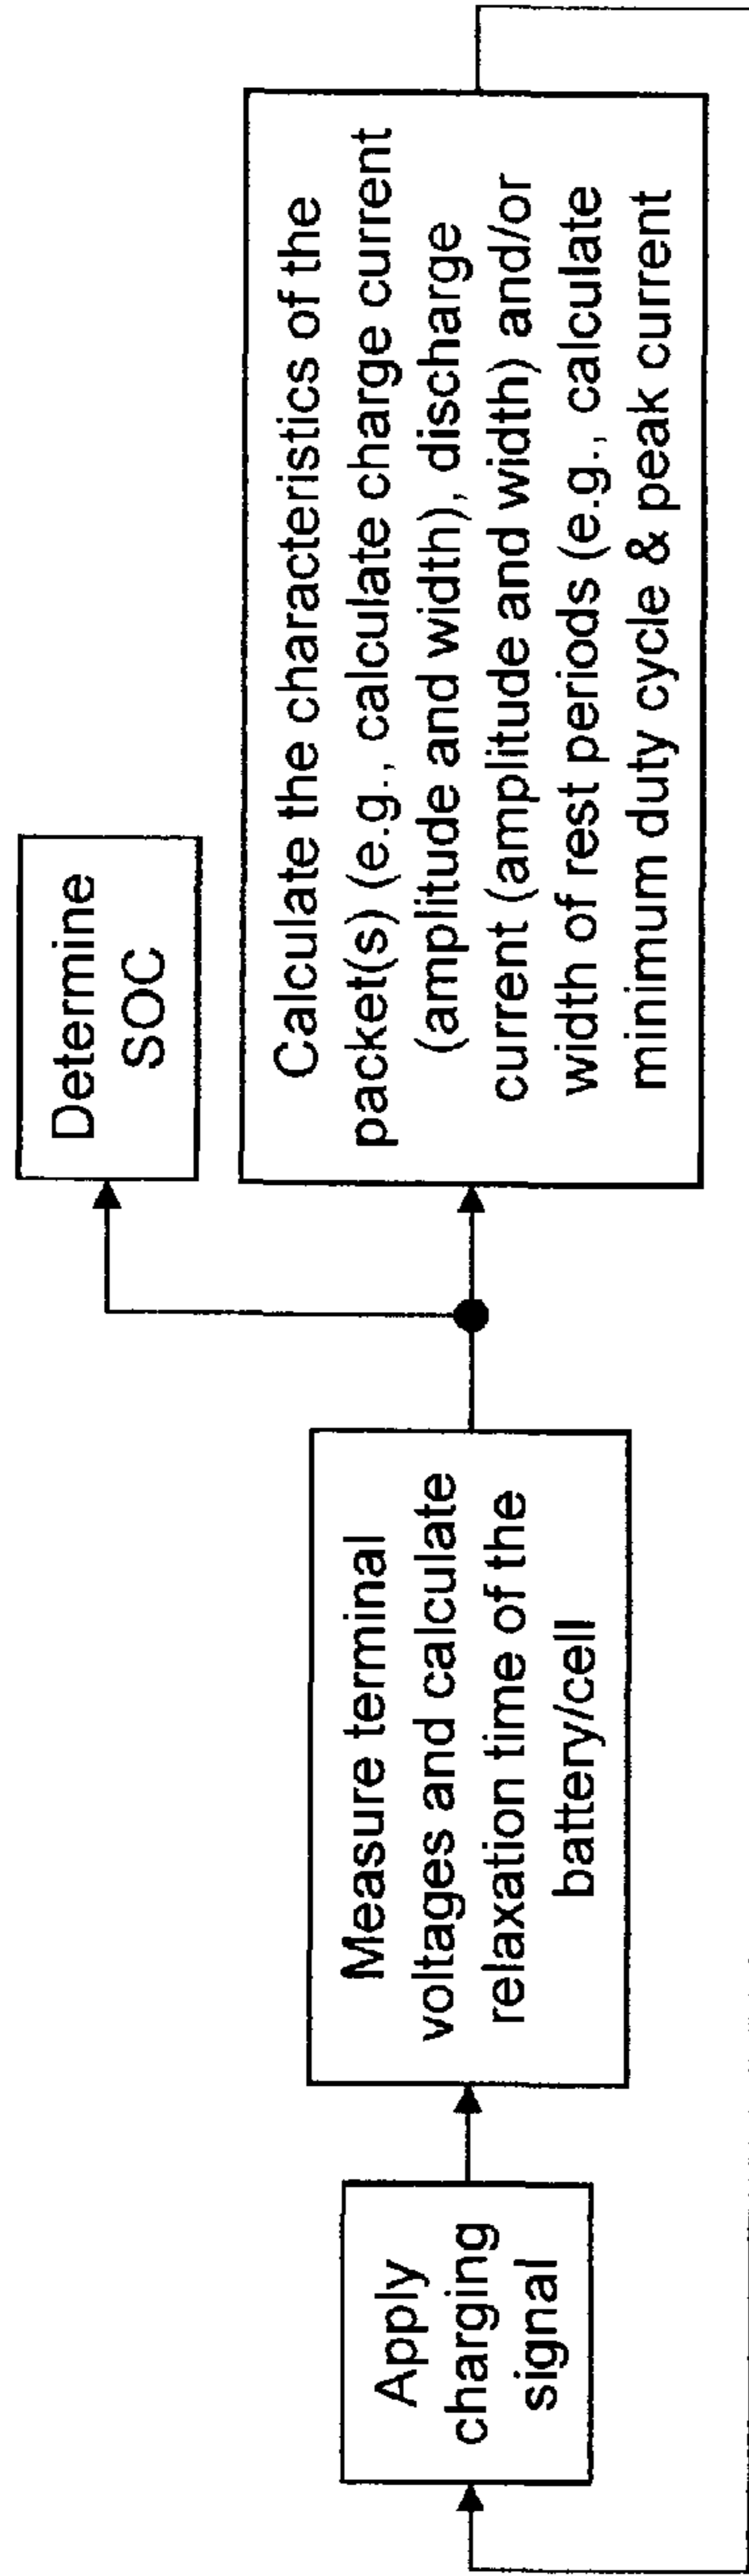 Apply
charging
signal
Measure terminal
voltages and calculate
relaxation time of the
battery/cell
Determine
SOC
Calculate the characteristics of the
packet(s) (e.g., calculate charge current
(amplitude and width), discharge
current (amplitude and width) and/or
width of rest periods (e.g., calculate
minimum duty cycle & peak current